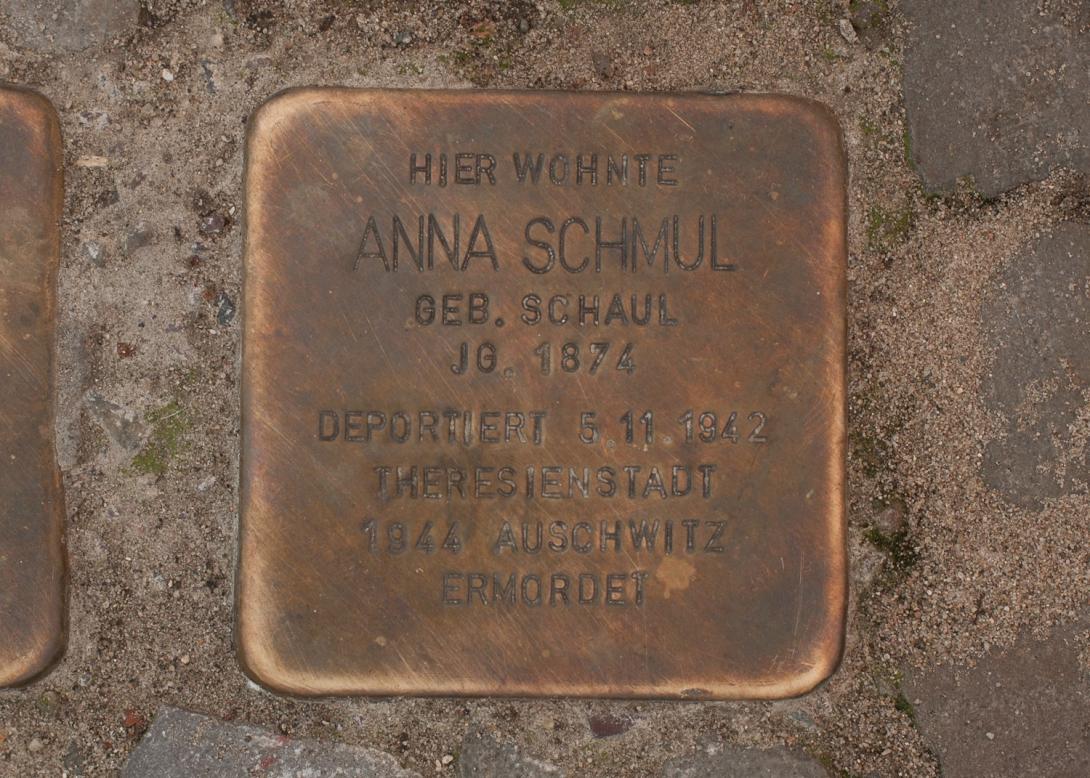 HIER WOHNTE
ANNA SCHMUL
GEB. SCHAUL
JG. 1874
DEPORTIERT 5.11.1942
THERESIENSTADT
1944 AUSCHWITZ
ERMORDET